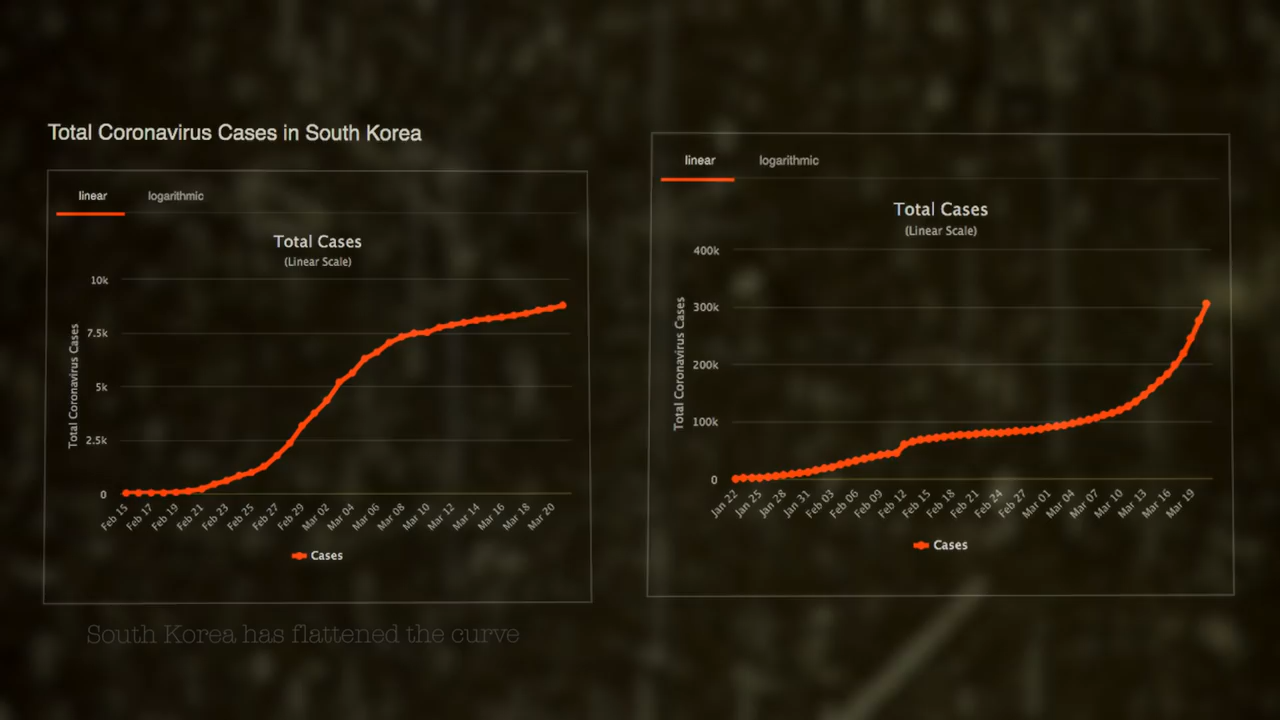 Total Coronavirus Cases in South Korea
linear logarithmic
Total Cases
(Linear Scale)
Total Coronavirus Cases
10k
7.5k
5k
2.5k
0
Feb 15 Feb 17 Feb 19 Feb 21 Feb 23 Feb 25 Feb 27 Feb 29 Mar 02 Mar 04 Mar 06 Mar 08 Mar 10 Mar 12 Mar 14 Mar 16 Mar 18 Mar 20
Cases
South Korea has flattened the curve
linear logarithmic
Total Cases
(Linear Scale)
Total Coronavirus Cases
400k
300k
200k
100k
0
Jan 22 Jan 25 Jan 28 Jan 31 Feb 03 Feb 06 Feb 09 Feb 12 Feb 15 Feb 18 Feb 21 Feb 24 Feb 27 Mar 01 Mar 04 Mar 07 Mar 10 Mar 13 Mar 16 Mar 19
Cases